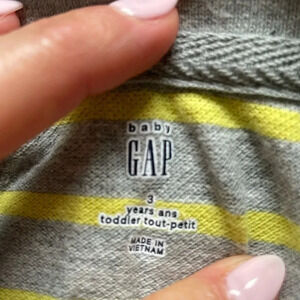 baby
GAP
3
years ans
toddler tout-petit
MADE IN
VIETNAM